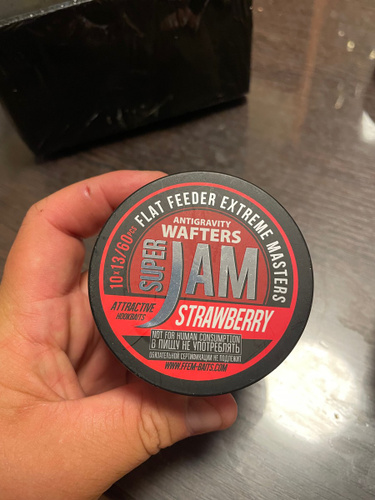 FLAT FEEDER EXTREME MASTERS
10×13/60pcs
ANTIGRAVITY
WAFTERS
SUPER
JAM
ATTRACTIVE
HOOKBAITS
STRAWBERRY
NOT FOR HUMAN CONSUMPTION
В ПИЩУ НЕ УПОТРЕБЛЯТЬ
ОБЯЗАТЕЛЬНОЙ СЕРТИФИКАЦИИ НЕ ПОДЛЕЖИТ
WWW.FFEM-BAITS.COM